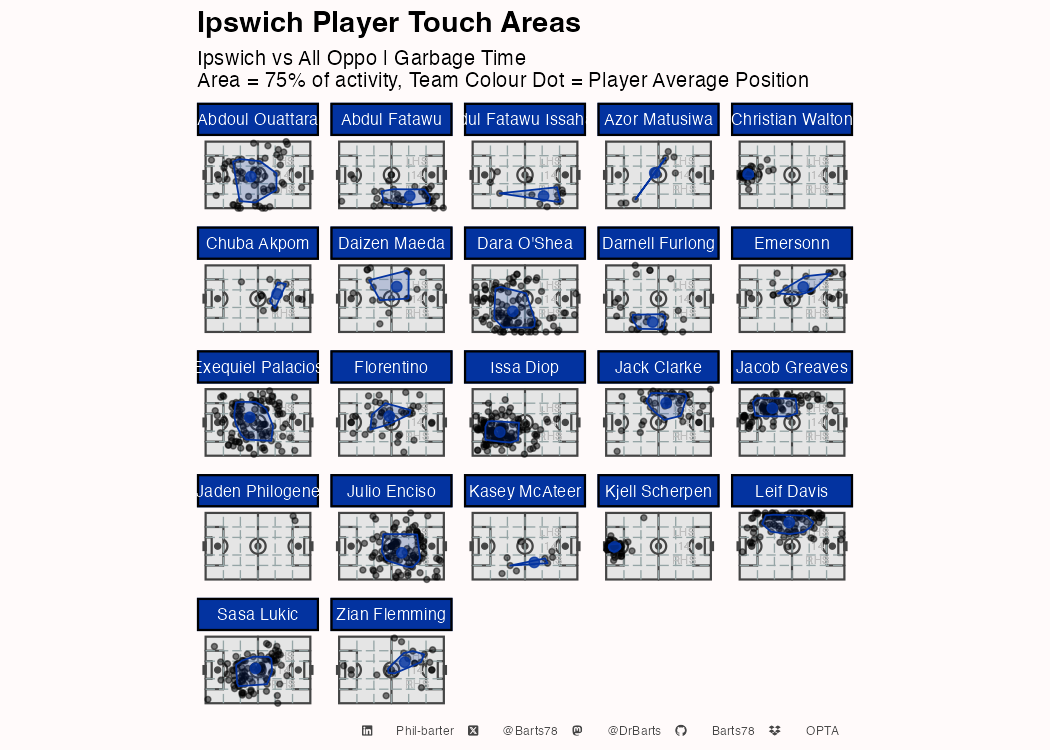 Ipswich Player Touch Areas
Ipswich vs All Oppo | Garbage Time
Area = 75% of activity, Team Colour Dot = Player Average Position
Abdoul Ouattara
Abdul Fatawu
dul Fatawu Issah
Azor Matusiwa
Christian Walton
Chuba Akpom
Daizen Maeda
Dara O'Shea
Darnell Furlong
Emersonn
Exequiel Palacios
Florentino
Issa Diop
Jack Clarke
Jacob Greaves
Jaden Philogene
Julio Enciso
Kasey McAteer
Kjell Scherpen
Leif Davis
Sasa Lukic
Zian Flemming
Phil-barter @Barts78 @DrBarts Barts78 OPTA